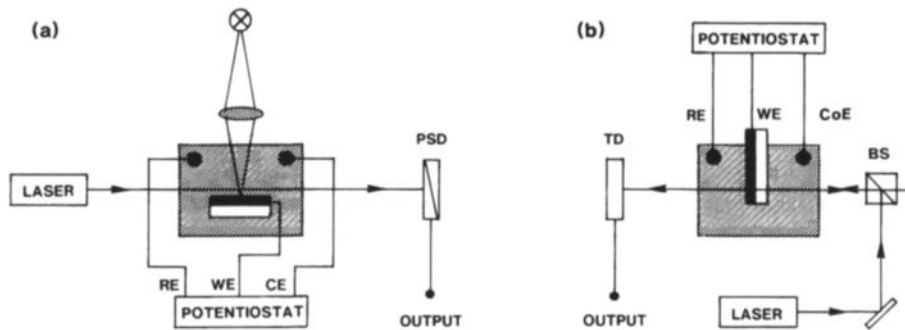 (a)
PSD
LASER
RE WE CE
POTENTIOSTAT
OUTPUT
(b)
POTENTIOSTAT
RE WE CoE
TD
BS
LASER
OUTPUT